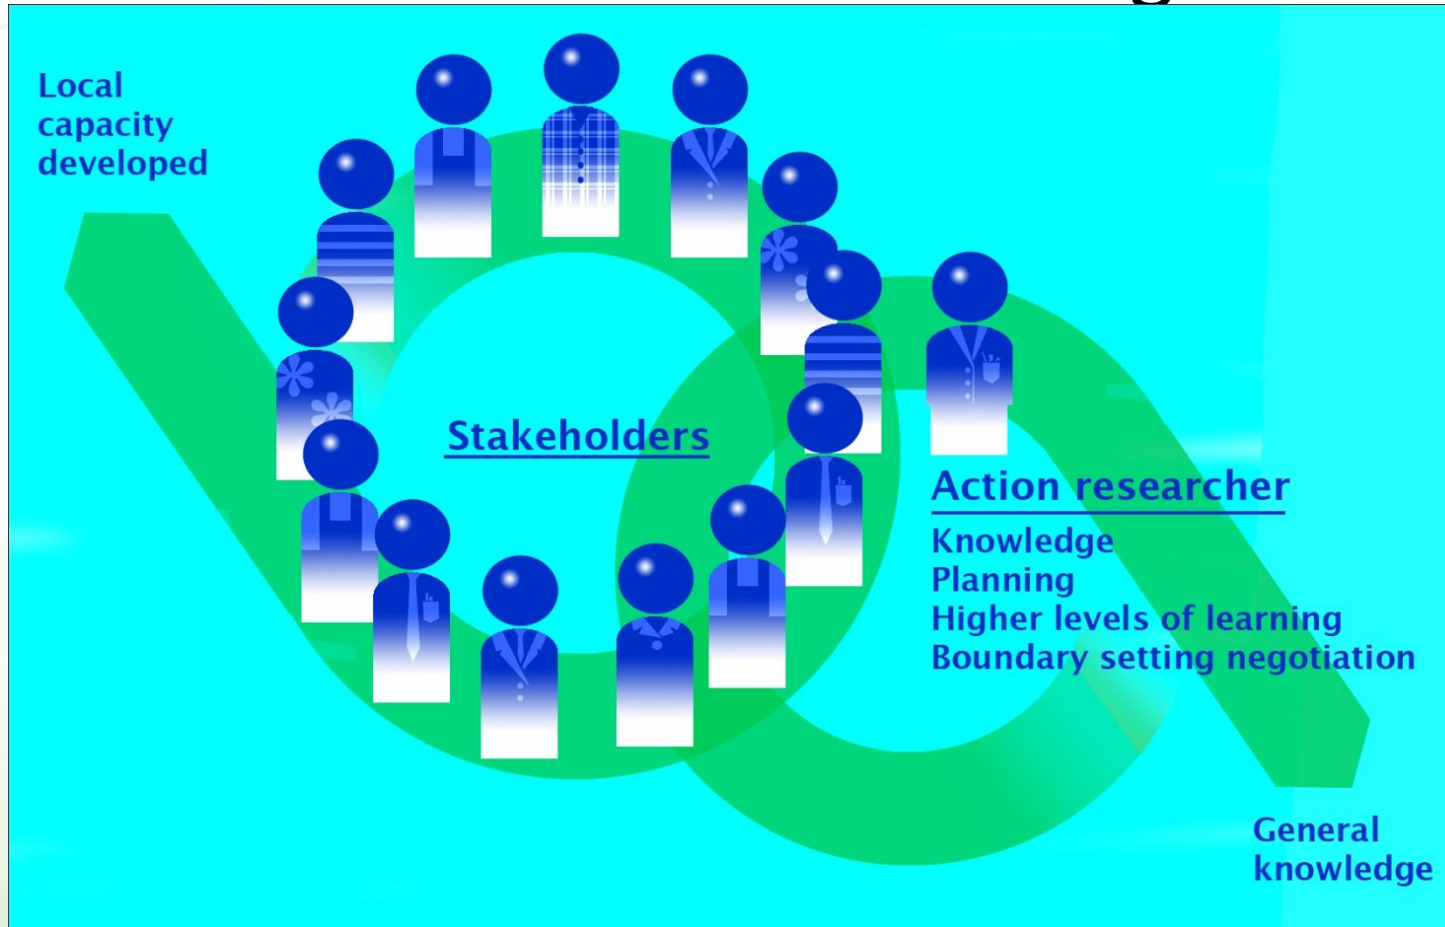 Local
capacity
developed
Stakeholders
Action researcher
Knowledge
Planning
Higher levels of learning
Boundary setting negotiation
General
knowledge